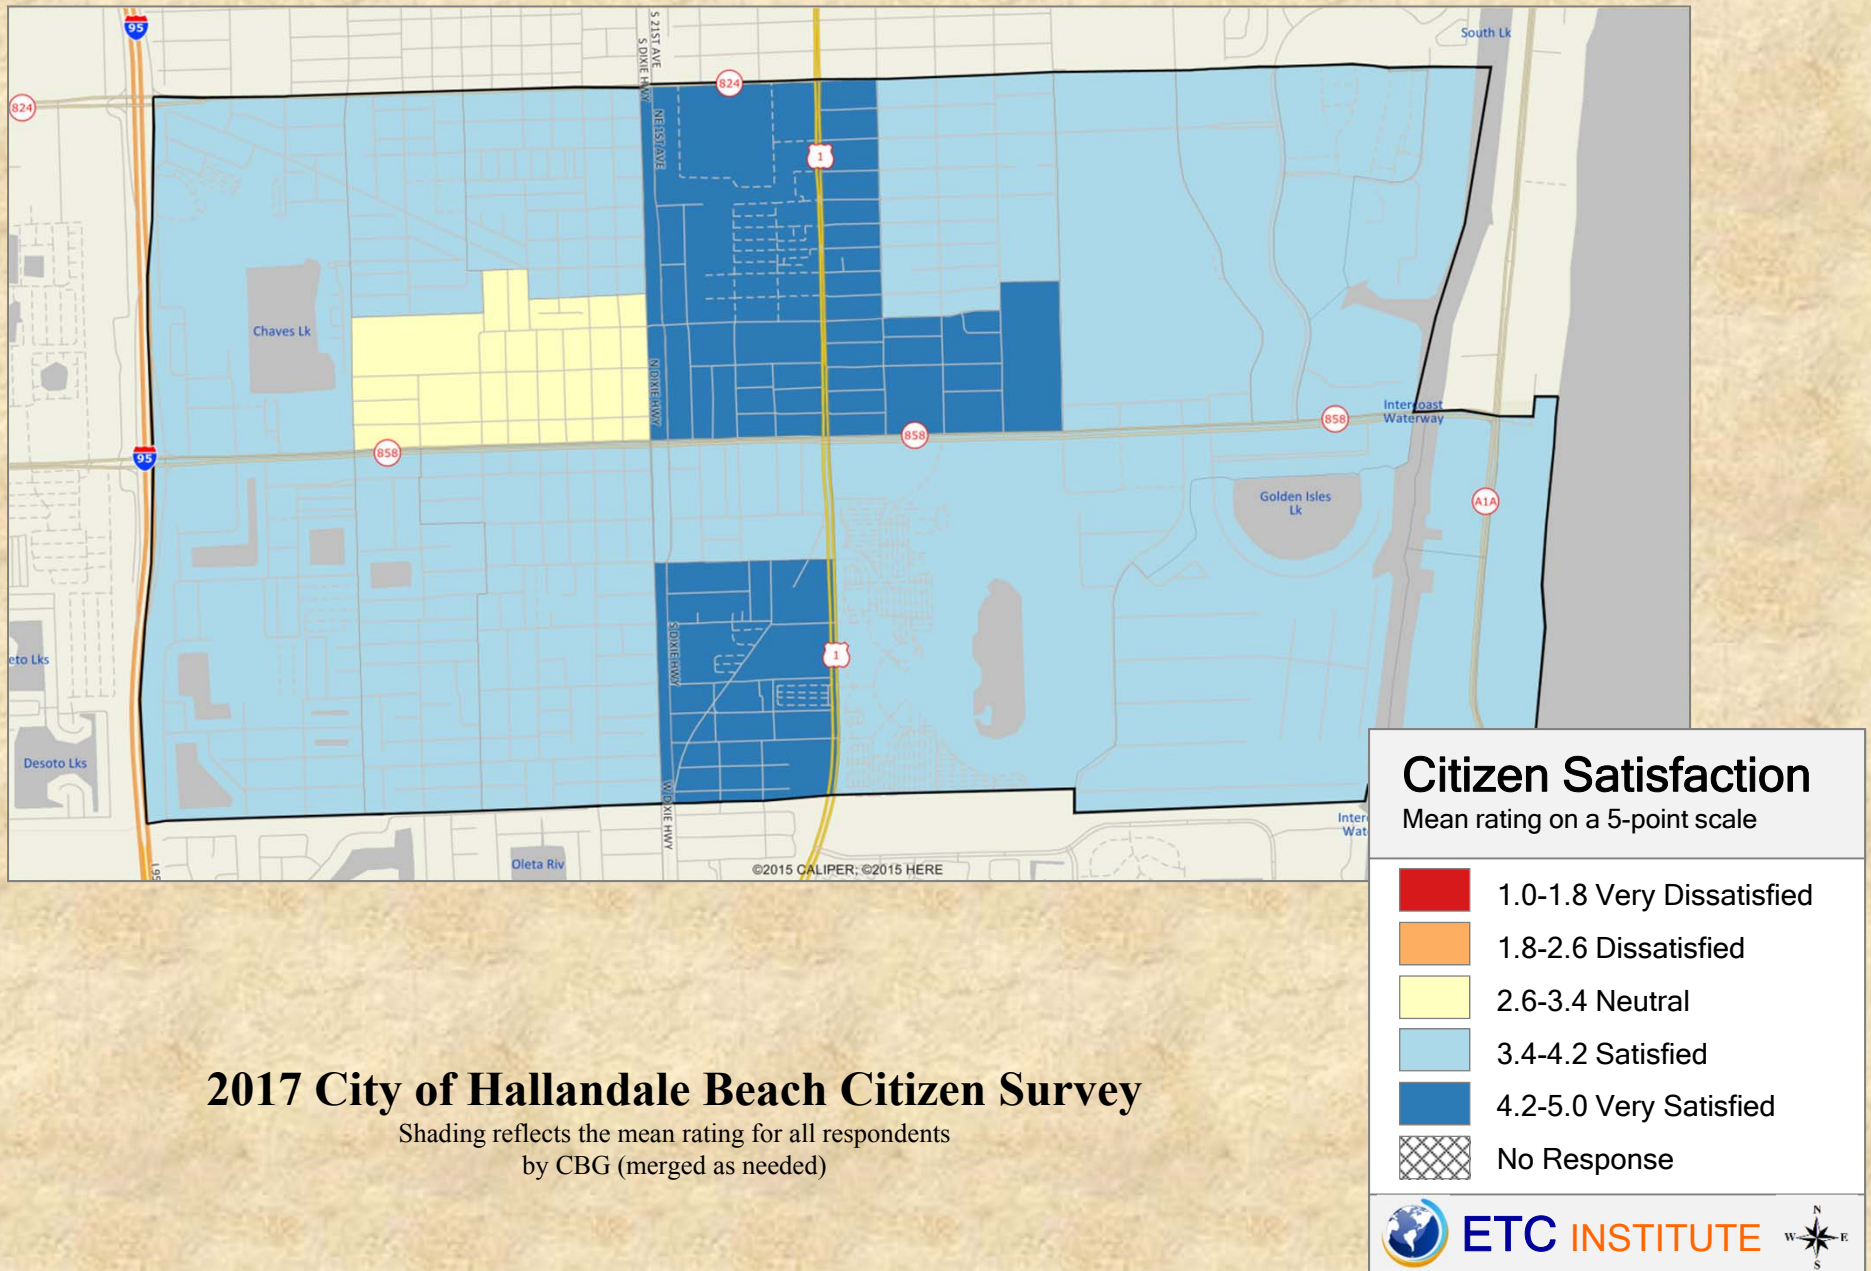 95
South Lk
S 21ST AVE
S DIXIE HWY
824
824
NE 1ST AVE
1
Chaves Lk
N DIXIE HWY
Intercoast
Waterway
858
858
858
95
Golden Isles
Lk
A1A
S DIXIE HWY
1
eto Lks
Desoto Lks
W DIXIE HWY
Inter
Wat
Oleta Riv
I 95
©2015 CALIPER; ©2015 HERE
Citizen Satisfaction
Mean rating on a 5-point scale
1.0-1.8 Very Dissatisfied
1.8-2.6 Dissatisfied
2.6-3.4 Neutral
3.4-4.2 Satisfied
4.2-5.0 Very Satisfied
No Response
2017 City of Hallandale Beach Citizen Survey
Shading reflects the mean rating for all respondents
by CBG (merged as needed)
ETC INSTITUTE
N
W E
S